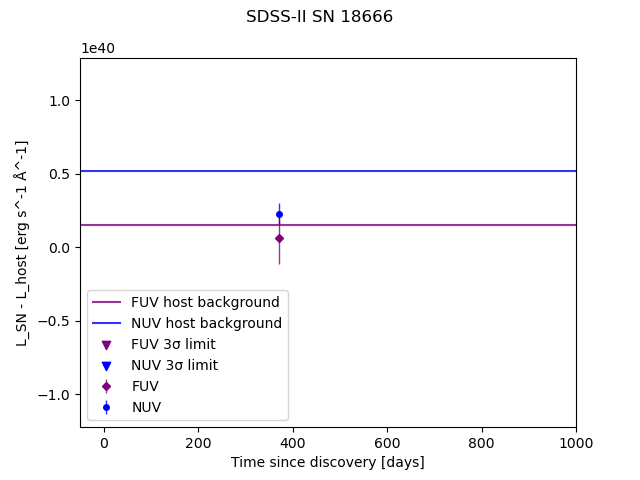 SDSS-II SN 18666
1e40
1.0
0.5
0.0
−0.5
−1.0
L_SN - L_host [erg s^-1 Å^-1]
FUV host background
NUV host background
FUV 3σ limit
NUV 3σ limit
FUV
NUV
0 200 400 600 800 1000
Time since discovery [days]